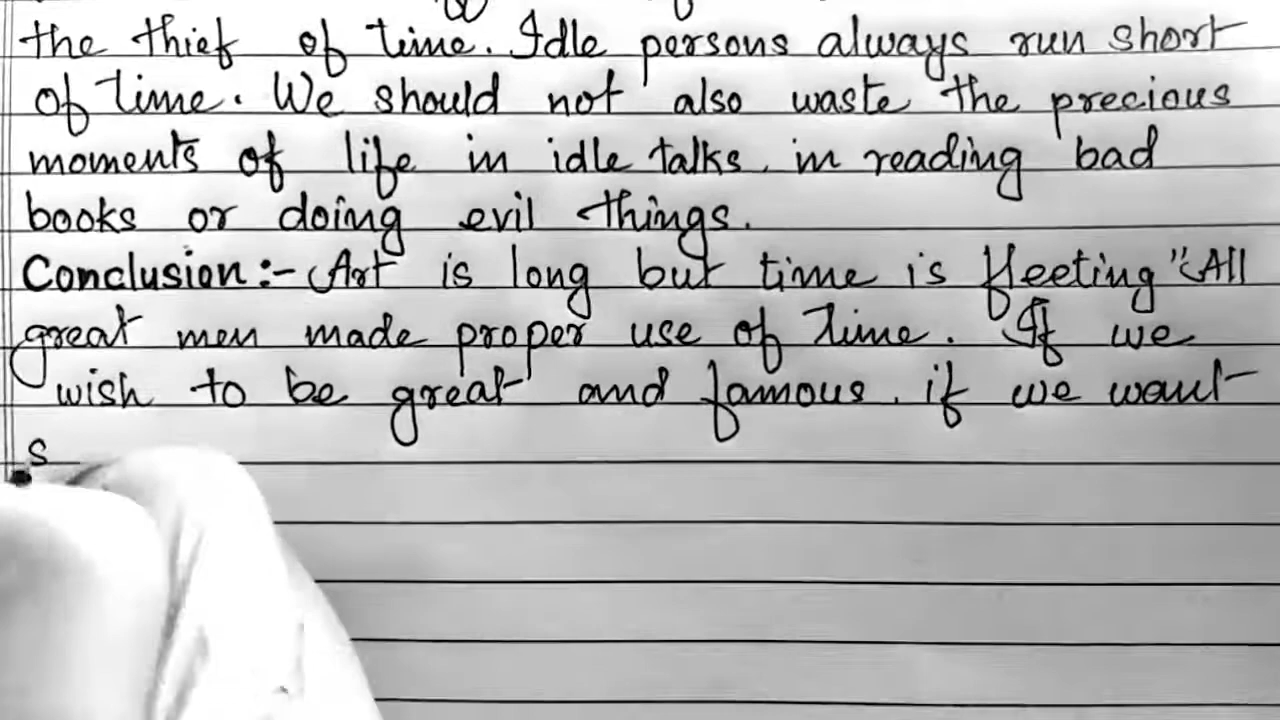 the thief of time. Idle persons always run short
of time. We should not also waste the precious
moments of life in idle talks, in reading bad
books or doing evil things.
Conclusion :- Art is long but time is fleeting "All
great men made proper use of time. If we
wish to be great and famous, if we want
s